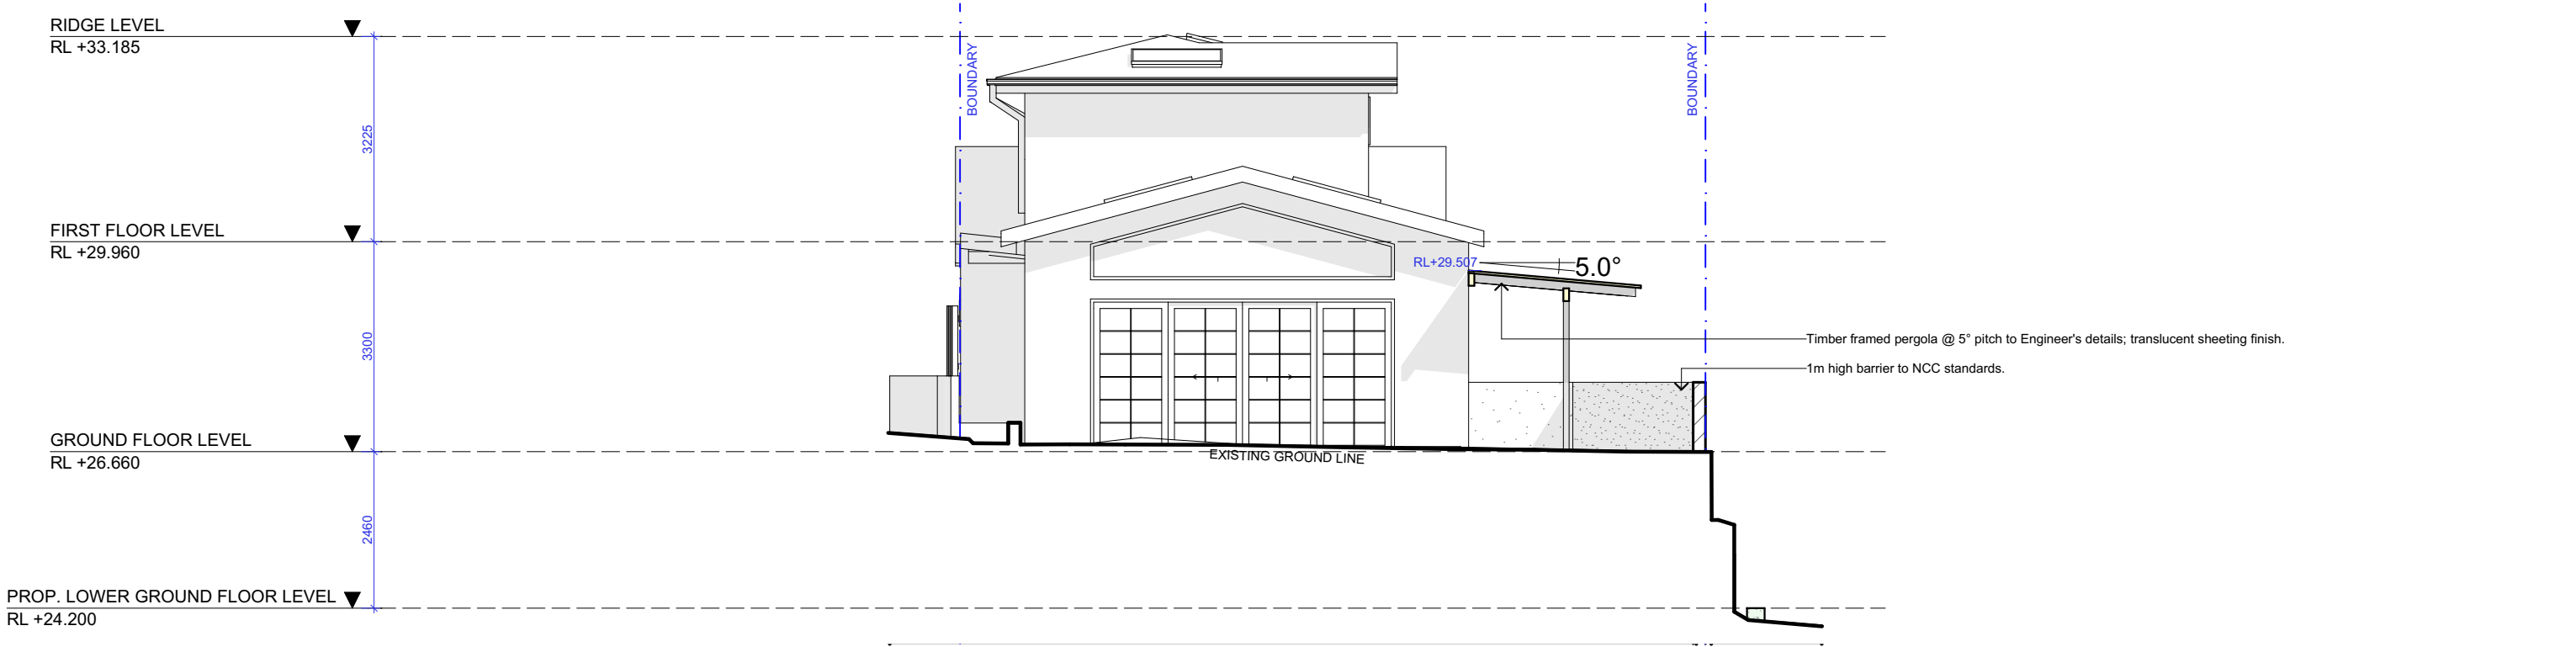 RIDGE LEVEL
RL +33.185
BOUNDARY
BOUNDARY
3225
FIRST FLOOR LEVEL
RL +29.960
RL+29.507
5.0°
3300
Timber framed pergola @ 5° pitch to Engineer's details; translucent sheeting finish.
1m high barrier to NCC standards.
GROUND FLOOR LEVEL
RL +26.660
EXISTING GROUND LINE
2460
PROP. LOWER GROUND FLOOR LEVEL
RL +24.200